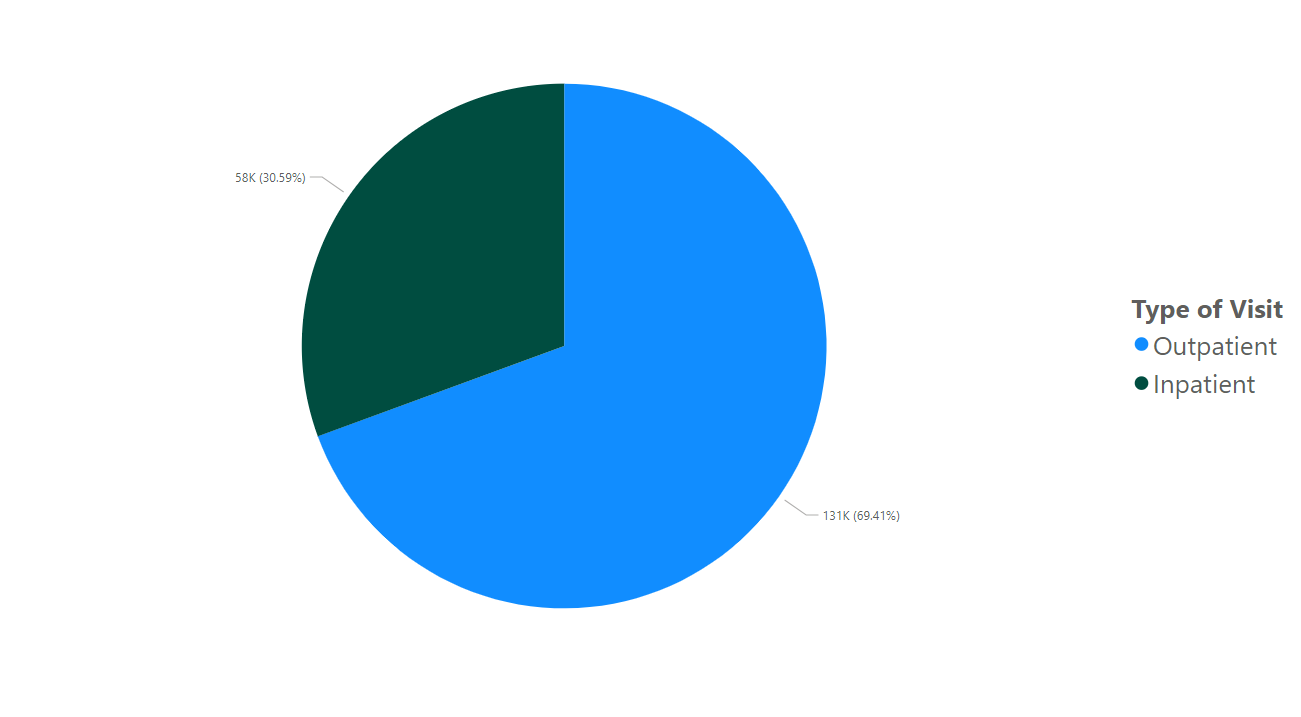 58K (30.59%)
131K (69.41%)
Type of Visit
Outpatient
Inpatient